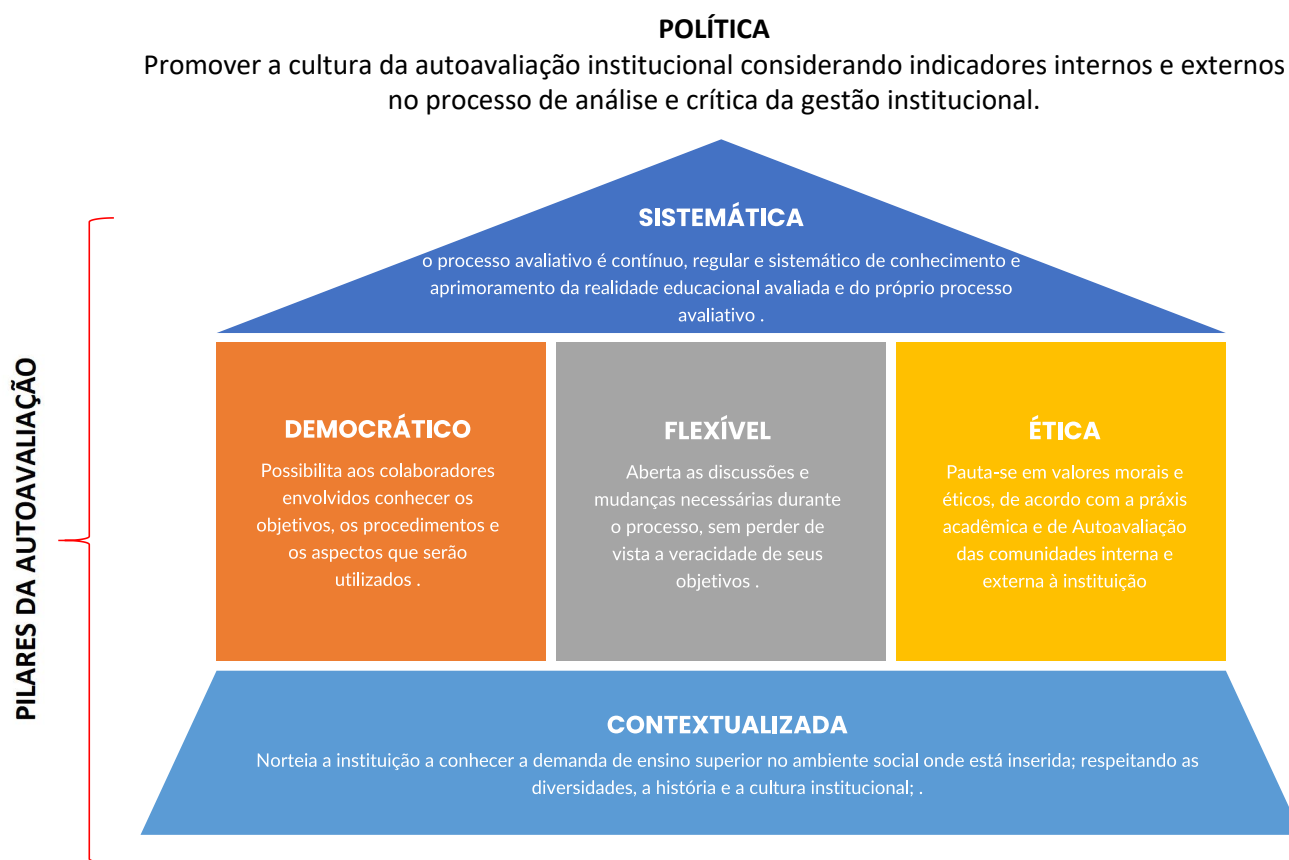 POLÍTICA
Promover a cultura da autoavaliação institucional considerando indicadores internos e externos
no processo de análise e crítica da gestão institucional.
PILARES DA AUTOAVALIAÇÃO
SISTEMÁTICA
o processo avaliativo é contínuo, regular e sistemático de conhecimento e
aprimoramento da realidade educacional avaliada e do próprio processo
avaliativo .
DEMOCRÁTICO
Possibilita aos colaboradores
envolvidos conhecer os
objetivos, os procedimentos e
os aspectos que serão
utilizados .
FLEXÍVEL
Aberta as discussões e
mudanças necessárias durante
o processo, sem perder de
vista a veracidade de seus
objetivos .
ÉTICA
Pauta-se em valores morais e
éticos, de acordo com a práxis
acadêmica e de Autoavaliação
das comunidades interna e
externa à instituição
CONTEXTUALIZADA
Norteia a instituição a conhecer a demanda de ensino superior no ambiente social onde está inserida; respeitando as
diversidades, a história e a cultura institucional; .